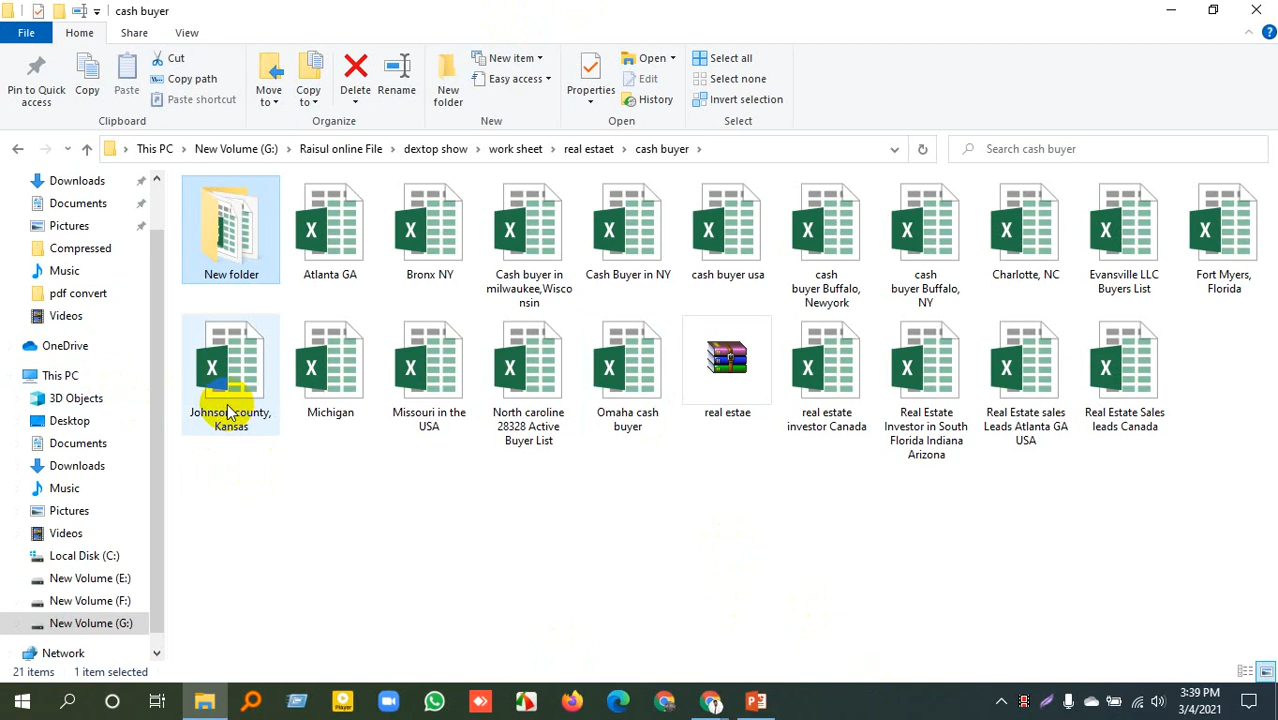 cash buyer
File Home Share View
Pin to Quick access
Copy
Paste
Cut
Copy path
Paste shortcut
Clipboard
Move to
Copy to
Delete
Rename
Organize
New folder
New item
Easy access
New
Properties
Open
Edit
History
Open
Select all
Select none
Invert selection
Select
This PC New Volume (G:) Raisul online File dextop show work sheet real estaet cash buyer
Search cash buyer
Downloads
Documents
Pictures
Compressed
Music
pdf convert
Videos
OneDrive
This PC
3D Objects
Desktop
Documents
Downloads
Music
Pictures
Videos
Local Disk (C:)
New Volume (E:)
New Volume (F:)
New Volume (G:)
Network
New folder
Atlanta GA
Bronx NY
Cash buyer in
milwaukee,Wisco
nsin
Cash Buyer in NY
cash buyer usa
cash
buyer Buffalo,
Newyork
cash
buyer Buffalo,
NY
Charlotte, NC
Evansville LLC
Buyers List
Fort Myers,
Florida
Johnson county,
Kansas
Michigan
Missouri in the
USA
North caroline
28328 Active
Buyer List
Omaha cash
buyer
real estae
real estate
investor Canada
Real Estate
Investor in South
Florida Indiana
Arizona
Real Estate sales
Leads Atlanta GA
USA
Real Estate Sales
leads Canada
21 items 1 item selected
Player
3:39 PM
3/4/2021